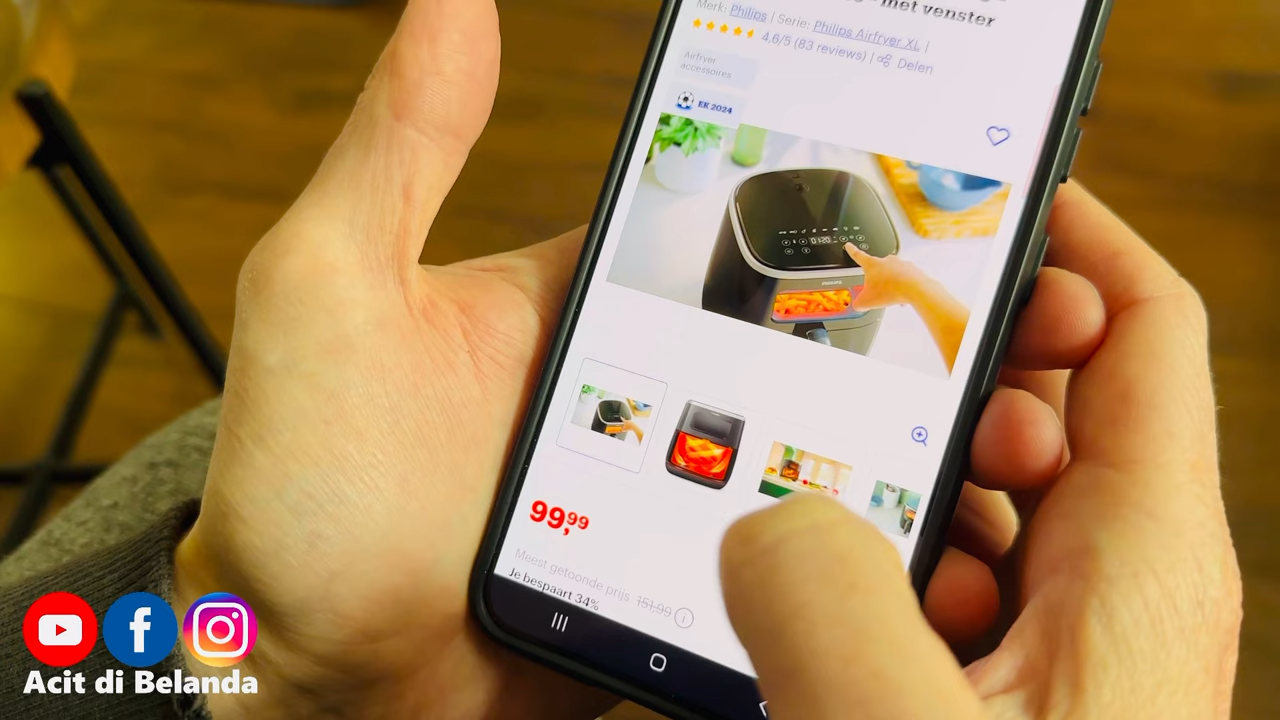 met venster
Merk: Philips | Serie: Philips Airfryer XL |
4,6/5 (83 reviews) | Delen
Airfryer
accessoires
EK 2024
PHILIPS
99,99
Meest getoonde prijs 151.99 i
Je bespaart 34%
Acit di Belanda